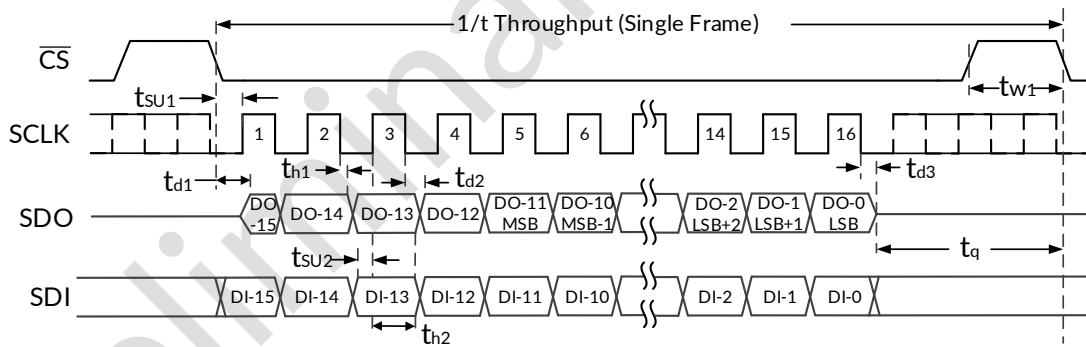 1/t Throughput (Single Frame)
CS
tSU1
tw1
SCLK
1 2 3 4 5 6 14 15 16
td1
th1
td2
td3
SDO
DO-15 DO-14 DO-13 DO-12 DO-11 MSB DO-10 MSB-1 DO-2 LSB+2 DO-1 LSB+1 DO-0 LSB
tSU2
tq
SDI
DI-15 DI-14 DI-13 DI-12 DI-11 DI-10 DI-2 DI-1 DI-0
th2